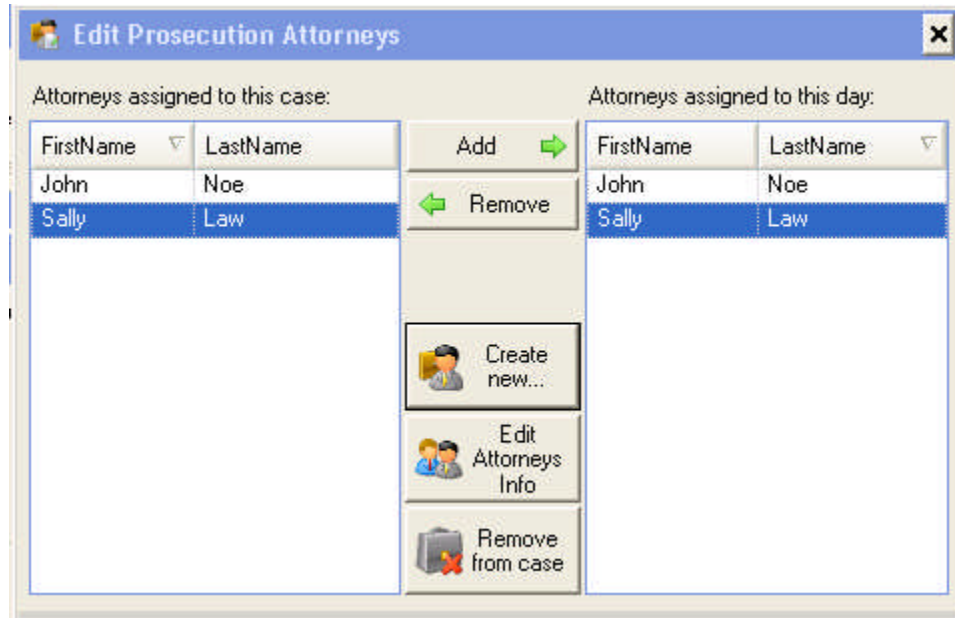 Edit Prosecution Attorneys
Attorneys assigned to this case:
FirstName LastName
John Noe
Sally Law
Add
Remove
Create
new...
Edit
Attorneys
Info
Remove
from case
Attorneys assigned to this day:
FirstName LastName
John Noe
Sally Law